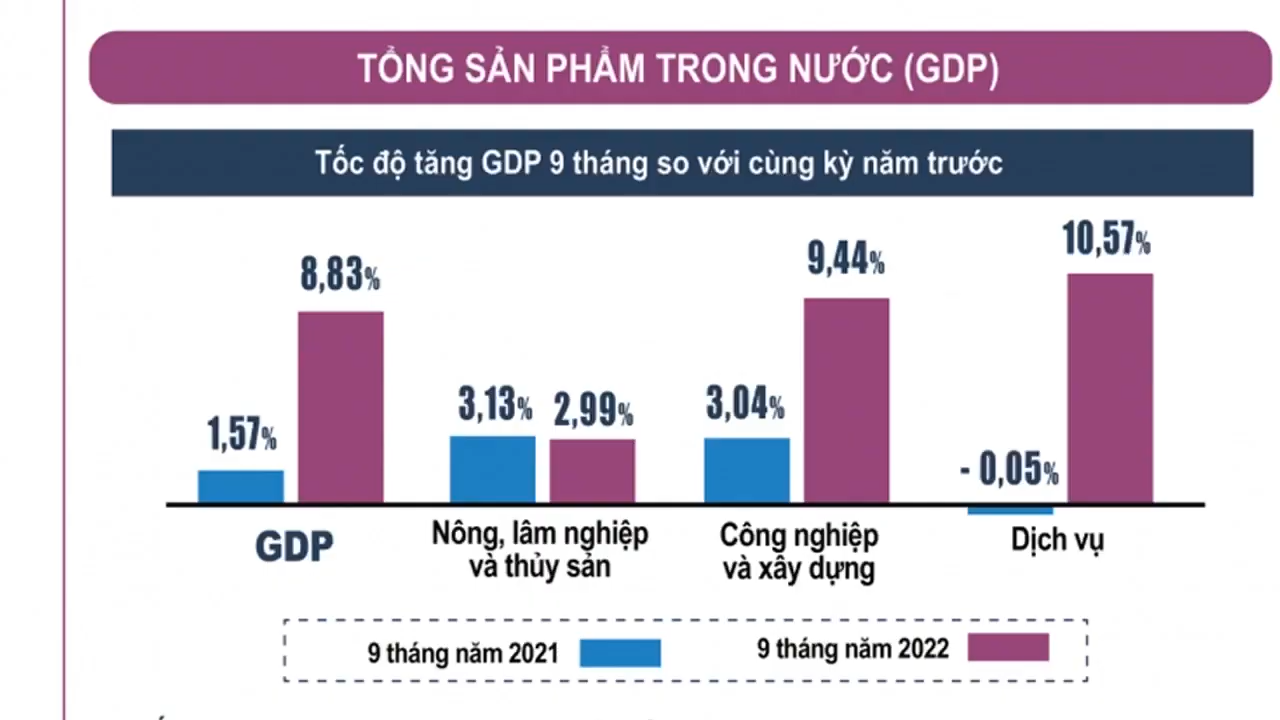 TỔNG SẢN PHẨM TRONG NƯỚC (GDP)
Tốc độ tăng GDP 9 tháng so với cùng kỳ năm trước
1,57%
8,83%
3,13%
2,99%
3,04%
9,44%
- 0,05%
10,57%
GDP
Nông, lâm nghiệp
và thủy sản
Công nghiệp
và xây dựng
Dịch vụ
9 tháng năm 2021
9 tháng năm 2022